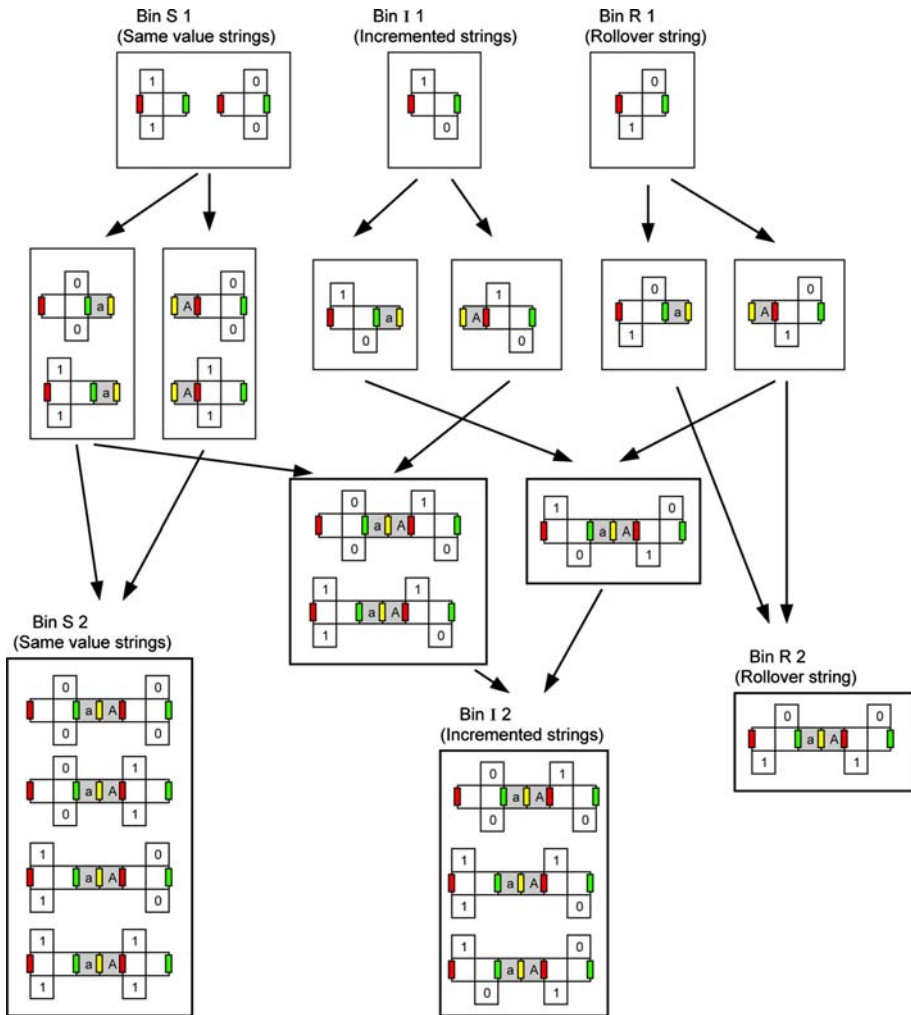 Bin S 1
(Same value strings)
Bin I 1
(Incremented strings)
Bin R 1
(Rollover string)
1 0 1 0
1 0 0 1
0 0 1 1 0 0
a A a A a A
0 0 0 0 1 1
1 1
a A
1 1
0 1 1 0
a A a A
0 0 0 1
1 1
a A
1 0
Bin S 2
(Same value strings)
Bin I 2
(Incremented strings)
Bin R 2
(Rollover string)
0 0
a A
0 0
0 1
a A
0 1
1 0
a A
1 0
1 1
a A
1 1
0 1
a A
0 0
1 1
a A
1 0
1 0
a A
0 1
0 0
a A
1 1